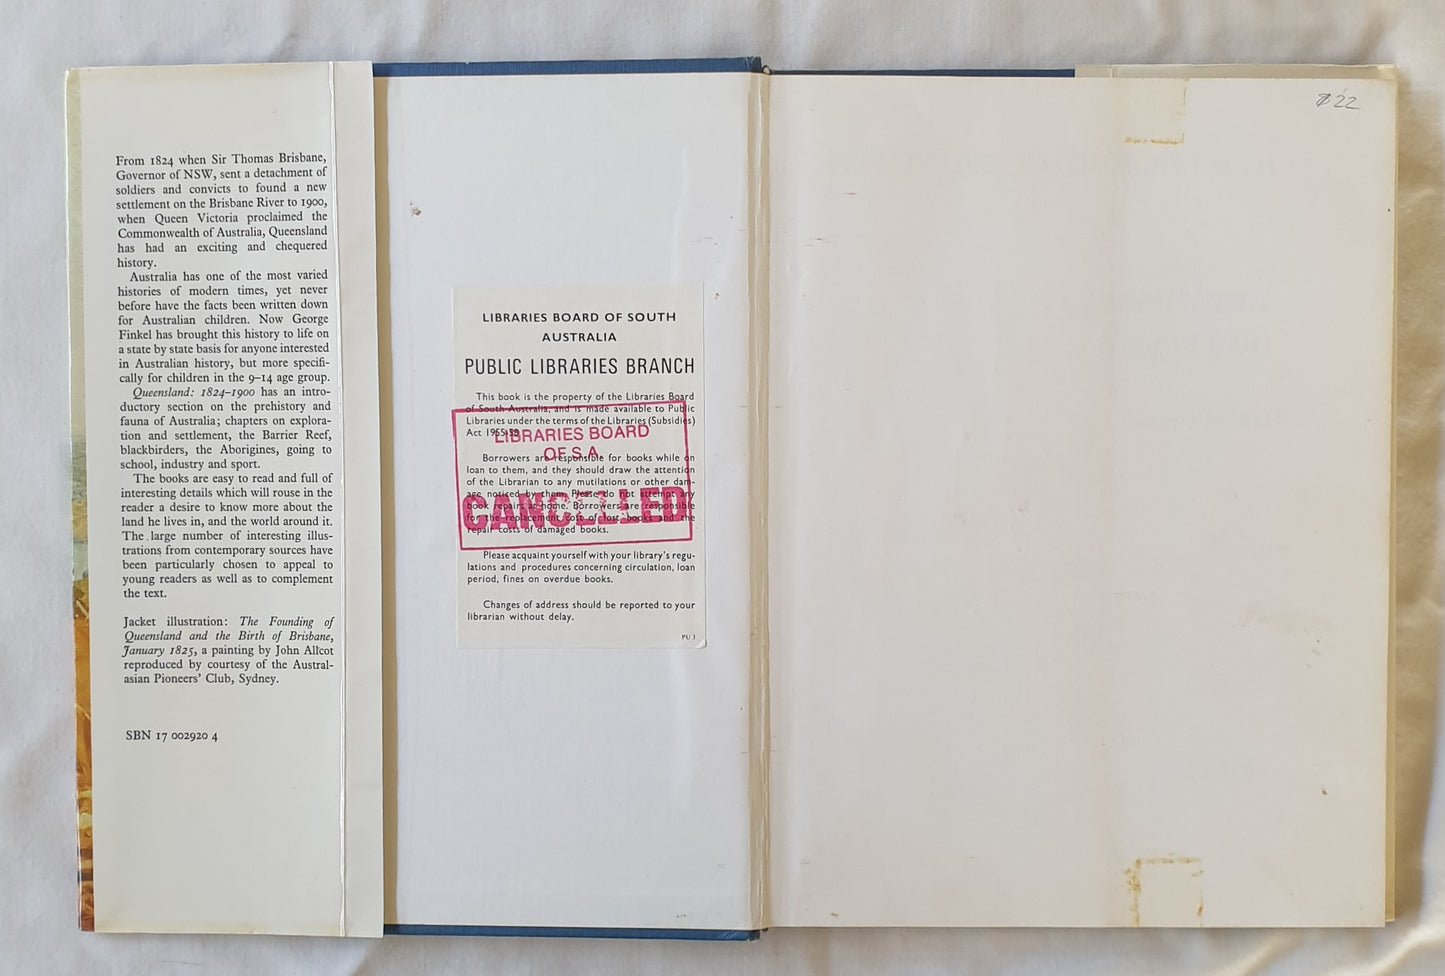 From 1824 when Sir Thomas Brisbane,
Governor of NSW, sent a detachment of
soldiers and convicts to found a new
settlement on the Brisbane River to 1900,
when Queen Victoria proclaimed the
Commonwealth of Australia, Queensland
has had an exciting and chequered
history.
Australia has one of the most varied
histories of modern times, yet never
before have the facts been written down
for Australian children. Now George
Finkel has brought this history to life on
a state by state basis for anyone interested
in Australian history, but more specifi-
cally for children in the 9–14 age group.
Queensland: 1824–1900 has an intro-
ductory section on the prehistory and
fauna of Australia; chapters on explora-
tion and settlement, the Barrier Reef,
blackbirders, the Aborigines, going to
school, industry and sport.
The books are easy to read and full of
interesting details which will rouse in the
reader a desire to know more about the
land he lives in, and the world around it.
The large number of interesting illus-
trations from contemporary sources have
been particularly chosen to appeal to
young readers as well as to complement
the text.
Jacket illustration: The Founding of
Queensland and the Birth of Brisbane,
January 1825, a painting by John Allcot
reproduced by courtesy of the Austral-
asian Pioneers' Club, Sydney.
SBN 17 002920 4
LIBRARIES BOARD OF SOUTH
AUSTRALIA
PUBLIC LIBRARIES BRANCH
This book is the property of the Libraries Board
of South Australia, and is made available to Public
Libraries under the terms of the Libraries (Subsidies)
Act 1955-58.
LIBRARIES BOARD
OF S.A.
CANCELLED
Borrowers are responsible for books while on
loan to them, and they should draw the attention
of the Librarian to any mutilations or other dam-
age noticed by them. Please do not attempt any
book repairs at home. Borrowers are responsible
for the replacement cost of lost books and the
repair costs of damaged books.
Please acquaint yourself with your library's regu-
lations and procedures concerning circulation, loan
period, fines on overdue books.
Changes of address should be reported to your
librarian without delay.
PU 3
22